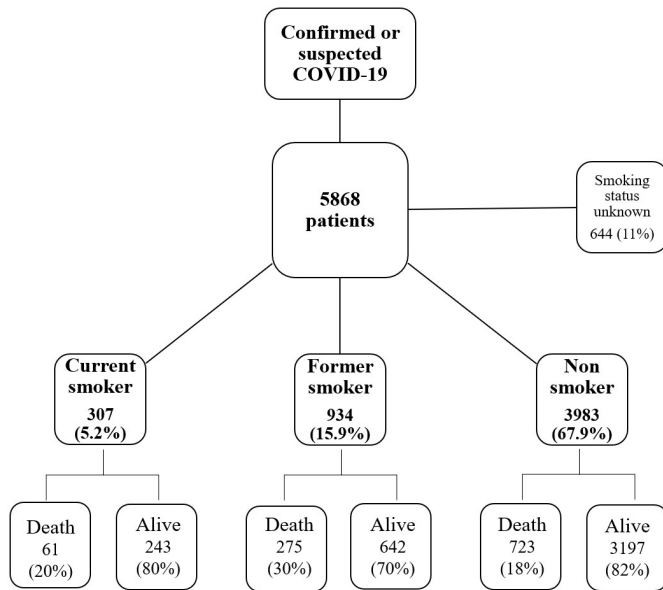 Confirmed or
suspected
COVID-19
5868
patients
Smoking
status
unknown
644 (11%)
Current
smoker
307
(5.2%)
Former
smoker
934
(15.9%)
Non
smoker
3983
(67.9%)
Death
61
(20%)
Alive
243
(80%)
Death
275
(30%)
Alive
642
(70%)
Death
723
(18%)
Alive
3197
(82%)